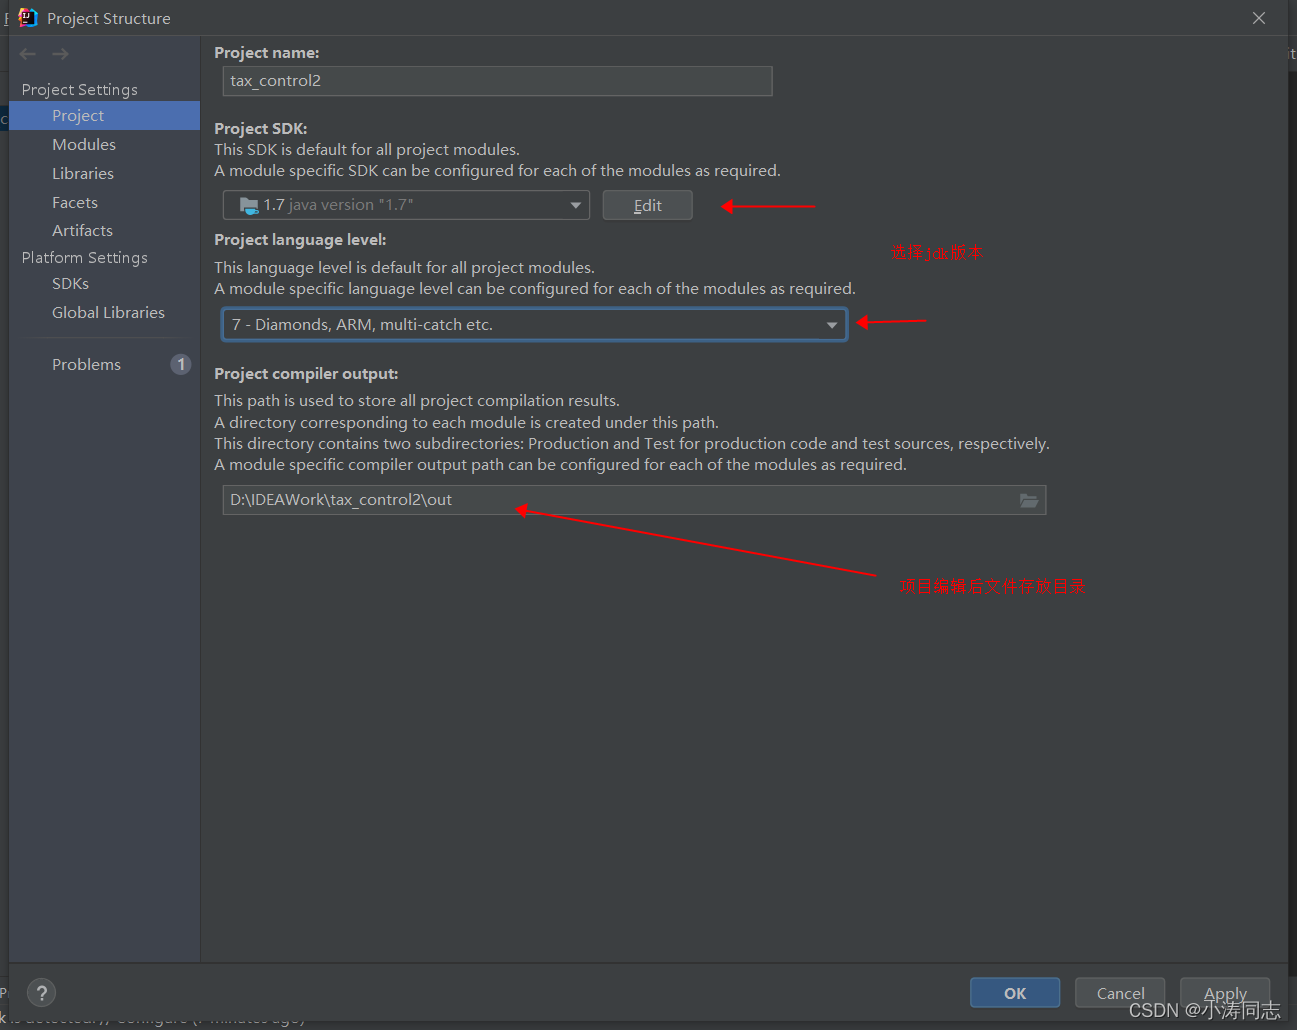 Project Structure
Project Settings
Project
Modules
Libraries
Facets
Artifacts
Platform Settings
SDKs
Global Libraries
Problems
1
Project name:
tax_control2
Project SDK:
This SDK is default for all project modules.
A module specific SDK can be configured for each of the modules as required.
1.7 java version "1.7"
Edit
选择jdk版本
Project language level:
This language level is default for all project modules.
A module specific language level can be configured for each of the modules as required.
7 - Diamonds, ARM, multi-catch etc.
Project compiler output:
This path is used to store all project compilation results.
A directory corresponding to each module is created under this path.
This directory contains two subdirectories: Production and Test for production code and test sources, respectively.
A module specific compiler output path can be configured for each of the modules as required.
D:\IDEAWork\tax_control2\out
项目编辑后文件存放目录
?
OK
Cancel
Apply
CSDN @小涛同志